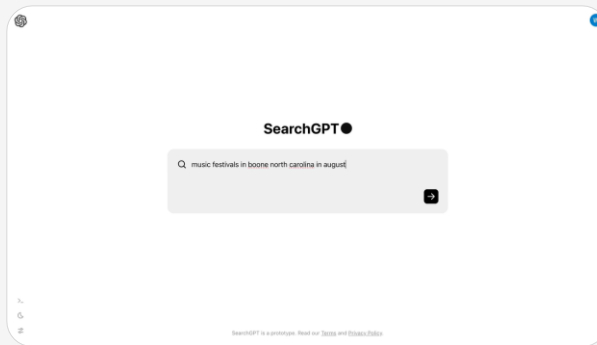 SearchGPT
music festivals in boone north carolina in august
SearchGPT is a prototype. Read our Terms and Privacy Policy.